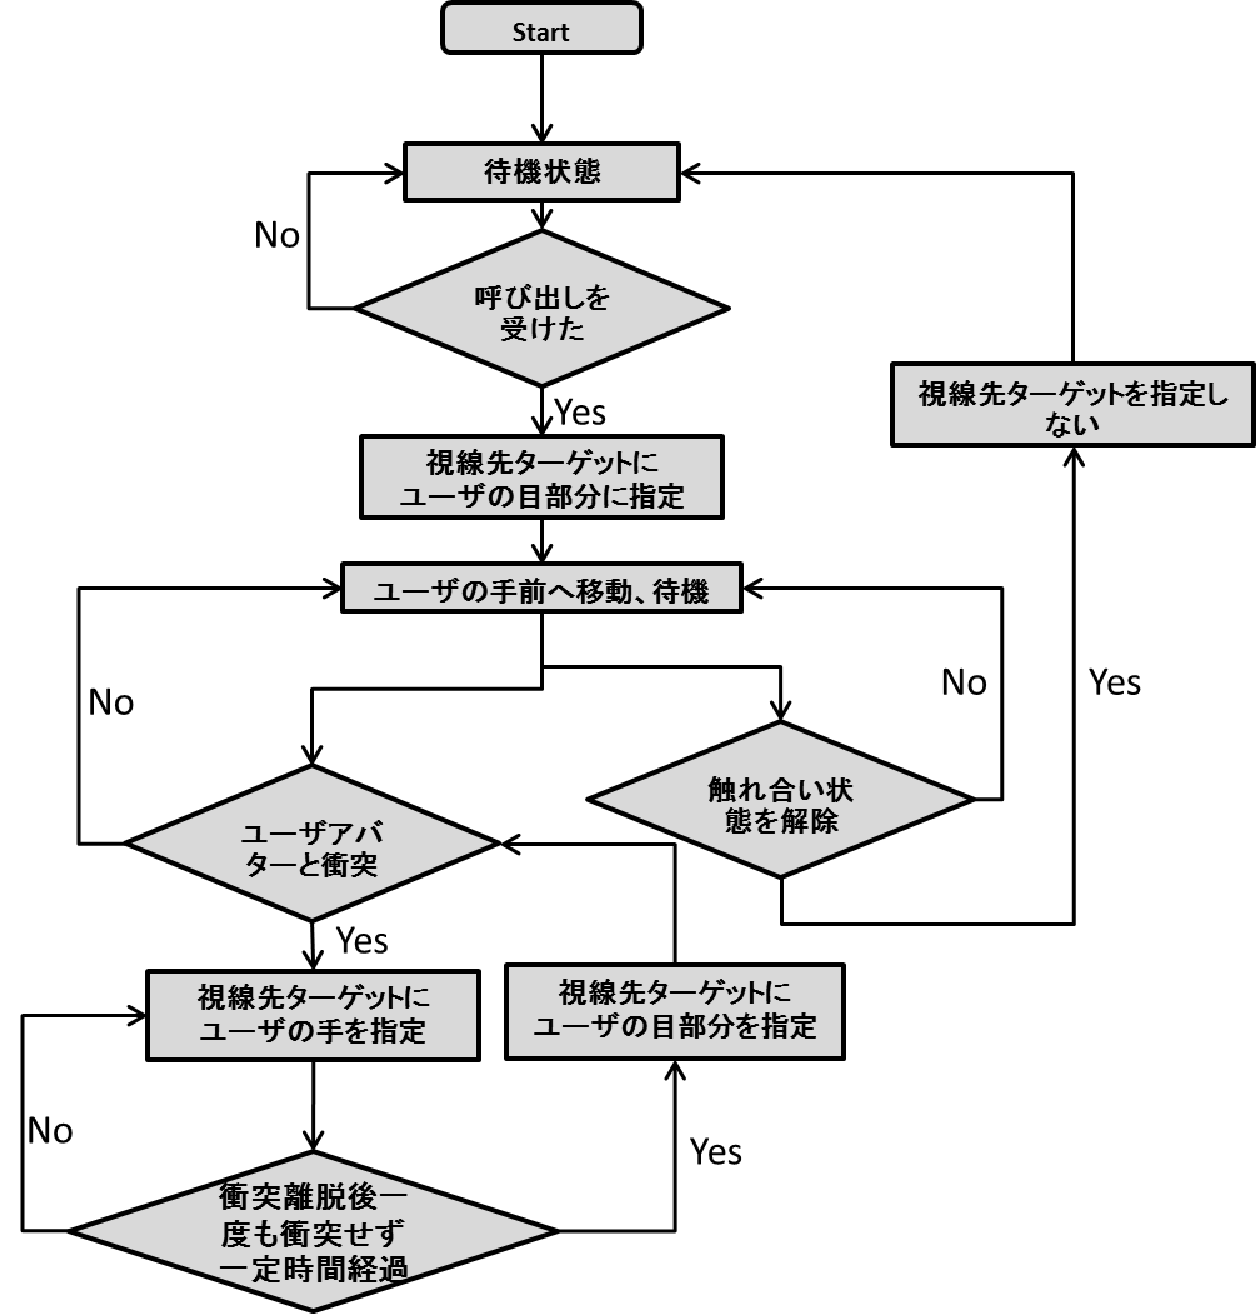 Start
待機状態
No
呼び出しを
受けた
Yes
視線先ターゲットを指定し
ない
視線先ターゲットに
ユーザの目部分に指定
ユーザの手前へ移動、待機
No
No
Yes
触れ合い状
態を解除
ユーザアバ
ターと衝突
Yes
視線先ターゲットに
ユーザの手を指定
視線先ターゲットに
ユーザの目部分を指定
No
Yes
衝突離脱後一
度も衝突せず
一定時間経過